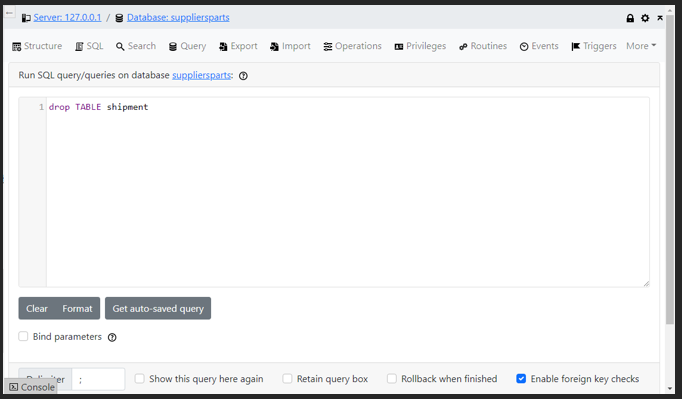 Server: 127.0.0.1 / Database: suppliersparts
Structure SQL Search Query Export Import Operations Privileges Routines Events Triggers More
Run SQL query/queries on database suppliersparts:
1 drop TABLE shipment
Clear Format Get auto-saved query
Bind parameters
; Show this query here again Retain query box Rollback when finished Enable foreign key checks
Console